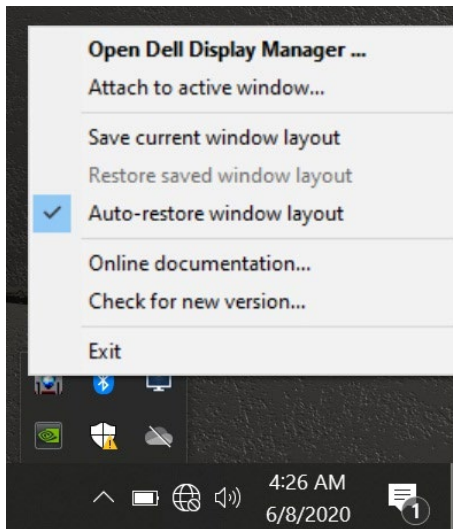 Open Dell Display Manager ...
Attach to active window...
Save current window layout
Restore saved window layout
Auto-restore window layout
Online documentation...
Check for new version...
Exit
4:26 AM
6/8/2020
1